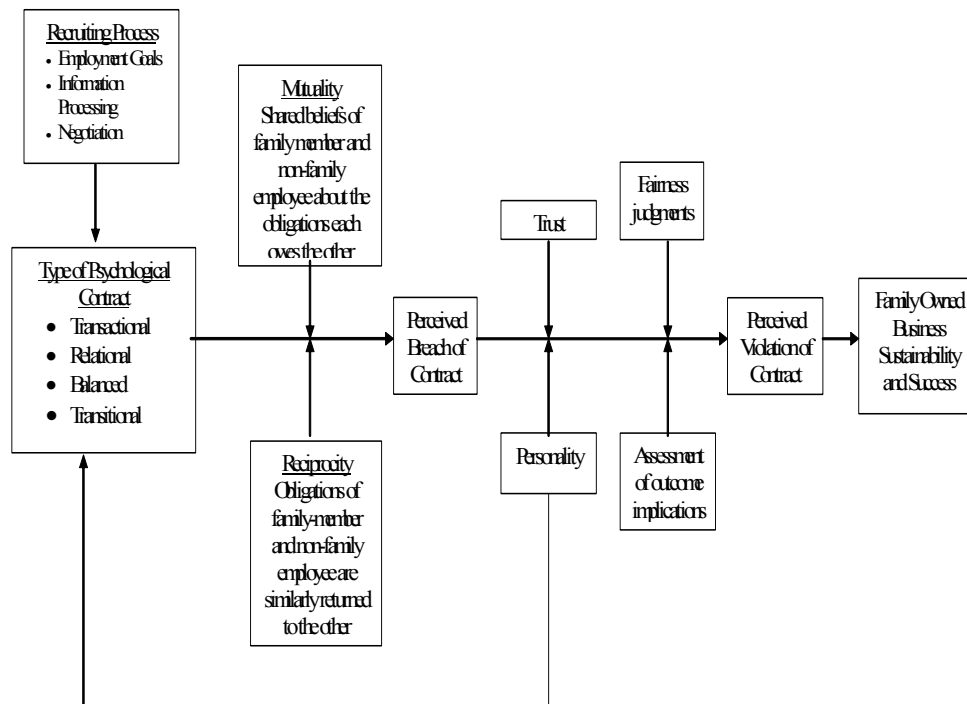 Recruiting Process
• Employment Goals
• Information
Processing
• Negotiation
Mutuality
Shared beliefs of
family member and
non-family
employee about the
obligations each
owes the other
Fairness
judgments
Trust
Type of Psychological
Contract
• Transactional
• Relational
• Balanced
• Transitional
Perceived
Breach of
Contract
Perceived
Violation of
Contract
Family Owned
Business
Sustainability
and Success
Reciprocity
Obligations of
family-member
and non-family
employee are
similarly returned
to the other
Personality
Assessment
of outcome
implications